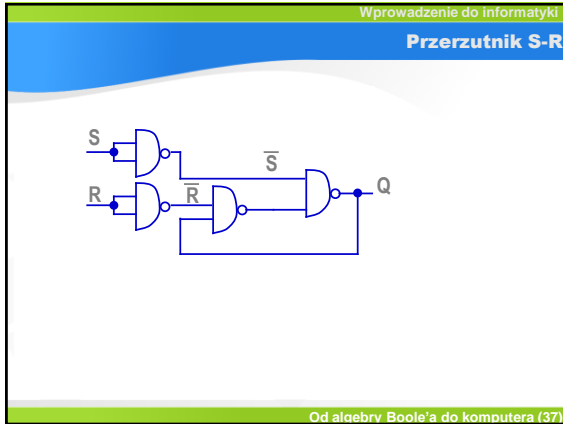 Wprowadzenie do informatyki
Przerzutnik S-R
S
S̅
R
R̅
Q
Od algebry Boole'a do komputera (37)